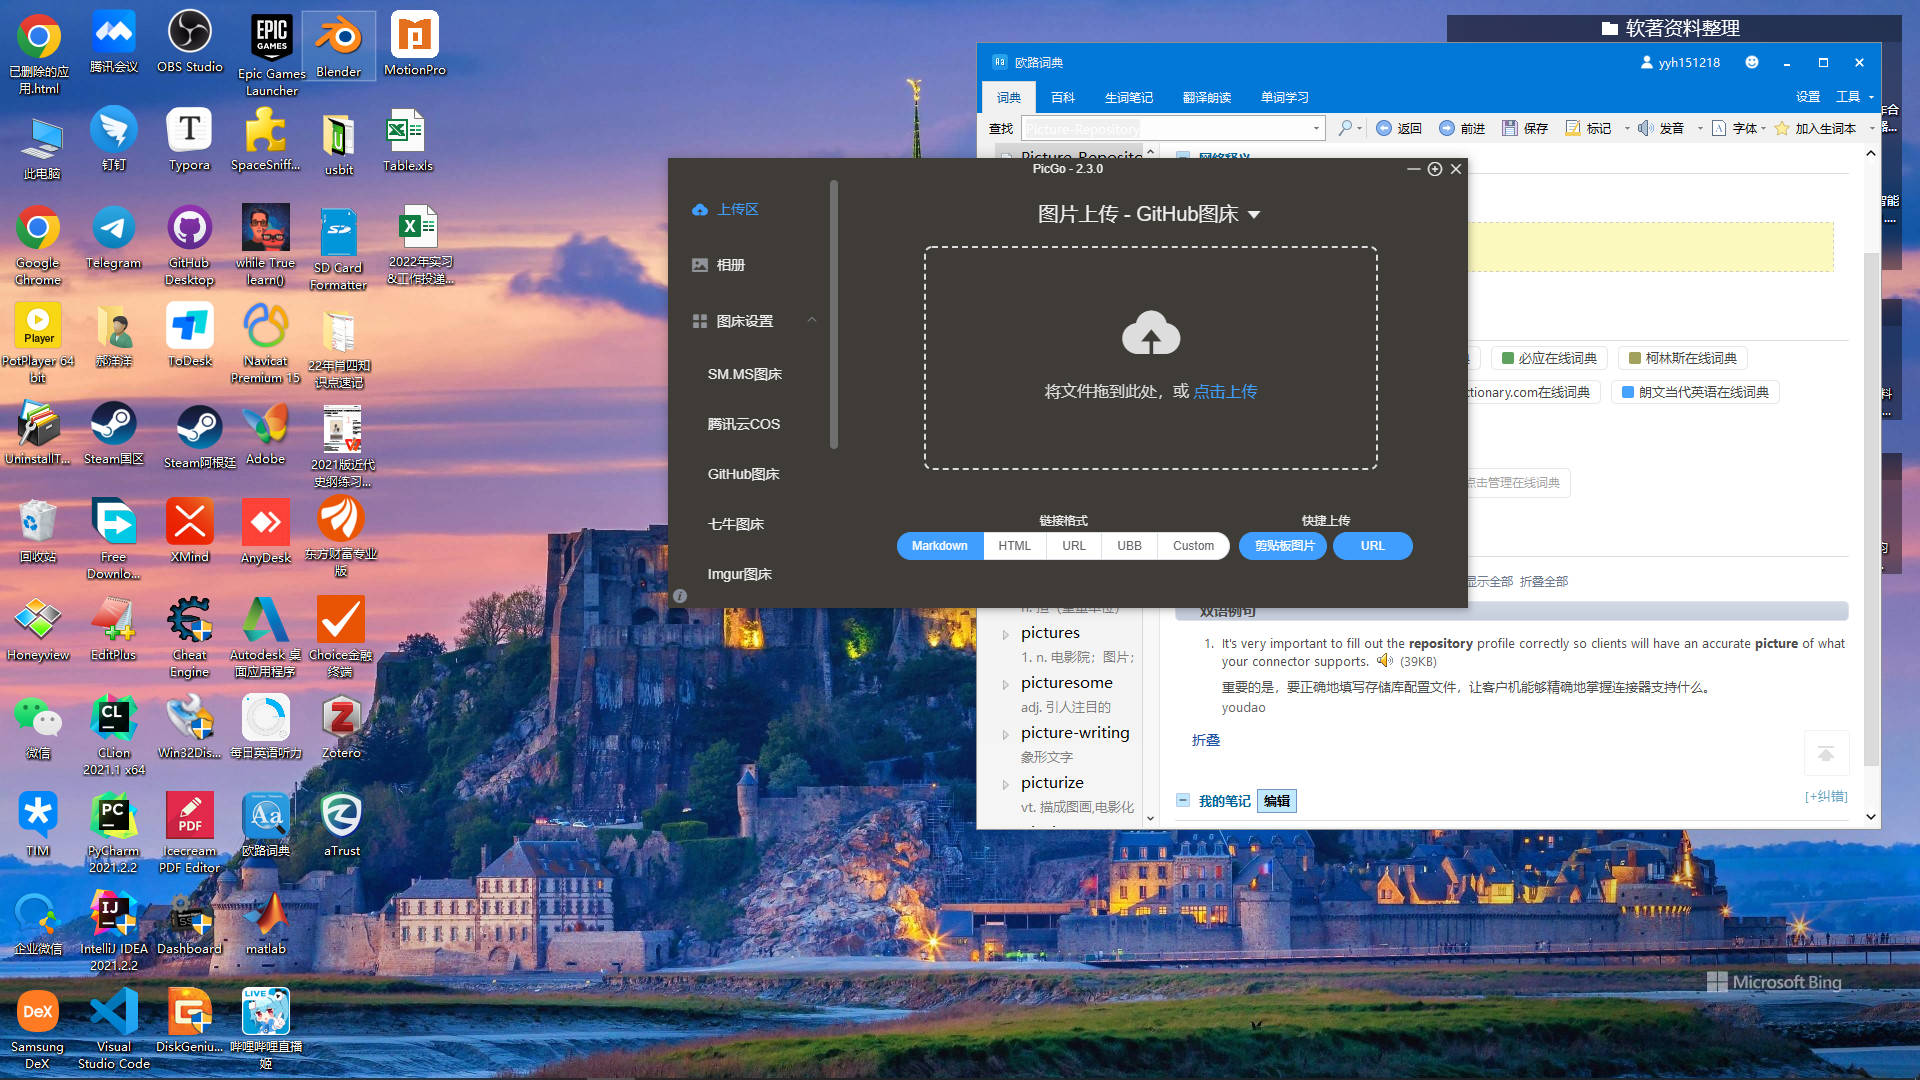 已删除的应
用.html
腾讯会议
OBS Studio
EPIC
GAMES
Epic Games
Launcher
Blender
MotionPro
此电脑
钉钉
Typora
SpaceSniff...
usbit
Table.xls
Google
Chrome
Telegram
GitHub
Desktop
while True
learn()
SD Card
Formatter
2022年实习
&工作投递...
Player
PotPlayer 64
bit
郝洋洋
ToDesk
Navicat
Premium 15
22年肖四知
识点速记
UninstallT...
Steam国区
Steam阿根廷
Adobe
2021版近代
史纲练习...
回收站
Free
Downlo...
XMind
AnyDesk
东方财富专业
版
Honeyview
EditPlus
Cheat
Engine
Autodesk 桌
面应用程序
Choice金融
终端
微信
CLion
2021.1 x64
Win32Dis...
每日英语听力
Zotero
TIM
PyCharm
2021.2.2
PDF
Icecream
PDF Editor
欧路词典
aTrust
企业微信
IntelliJ IDEA
2021.2.2
Dashboard
matlab
DeX
Samsung
DeX
Visual
Studio Code
DiskGeniu...
LIVE
哔哩哔哩直播
姬
软著资料整理
欧路词典
yyh151218
词典 百科 生词笔记 翻译朗读 单词学习 设置 工具
查找 Picture-Repository 返回 前进 保存 标记 发音 字体 加入生词本
Picture-Reposito
网络释义
PicGo - 2.3.0
上传区
相册
图床设置
SM.MS图床
腾讯云COS
GitHub图床
七牛图床
Imgur图床
图片上传 - GitHub图床
将文件拖到此处，或 点击上传
链接格式
Markdown HTML URL UBB Custom
快捷上传
剪贴板图片 URL
必应在线词典 柯林斯在线词典
ctionary.com在线词典 朗文当代英语在线词典
点击管理在线词典
显示全部 折叠全部
双语例句
1. It's very important to fill out the repository profile correctly so clients will have an accurate picture of what
your connector supports. (39KB)
重要的是，要正确地填写存储库配置文件，让客户机能够精确地掌握连接器支持什么。
youdao
折叠
我的笔记 编辑
[+纠错]
pictures
1. n. 电影院；图片；
picturesome
adj. 引人注目的
picture-writing
象形文字
picturize
vt. 描成图画,电影化
Microsoft Bing